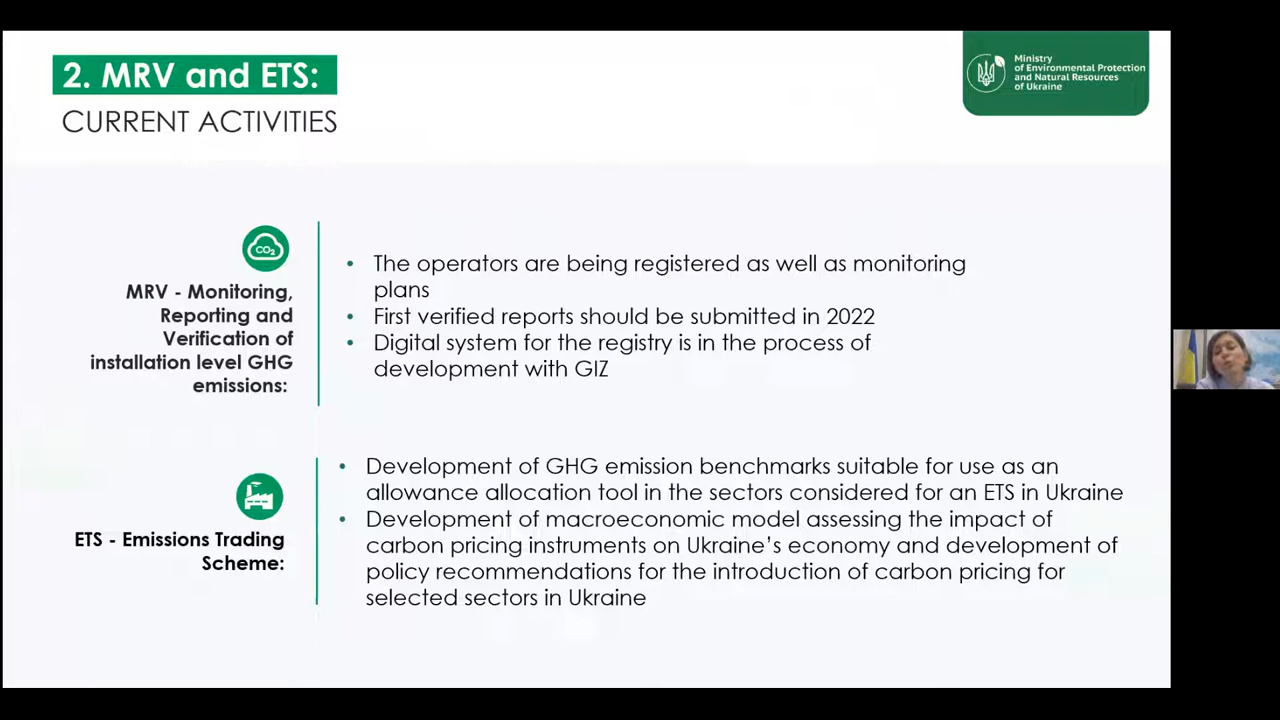 2. MRV and ETS:
CURRENT ACTIVITIES
Ministry
of Environmental Protection
and Natural Resources
of Ukraine
CO2
MRV - Monitoring,
Reporting and
Verification of
installation level GHG
emissions:
• The operators are being registered as well as monitoring
plans
• First verified reports should be submitted in 2022
• Digital system for the registry is in the process of
development with GIZ
ETS - Emissions Trading
Scheme:
• Development of GHG emission benchmarks suitable for use as an
allowance allocation tool in the sectors considered for an ETS in Ukraine
• Development of macroeconomic model assessing the impact of
carbon pricing instruments on Ukraine’s economy and development of
policy recommendations for the introduction of carbon pricing for
selected sectors in Ukraine